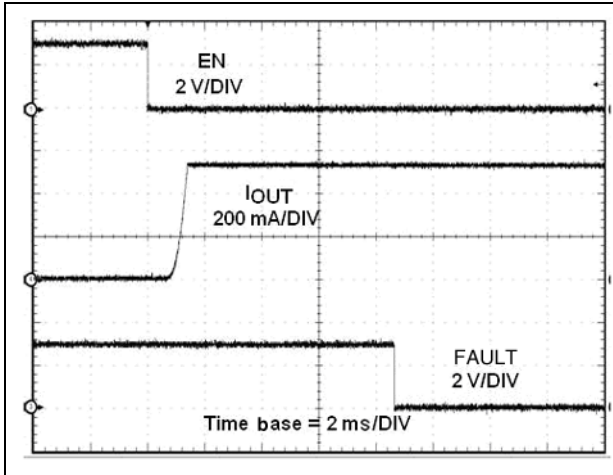 EN
2 V/DIV
IOUT
200 mA/DIV
FAULT
2 V/DIV
Time base = 2 ms/DIV